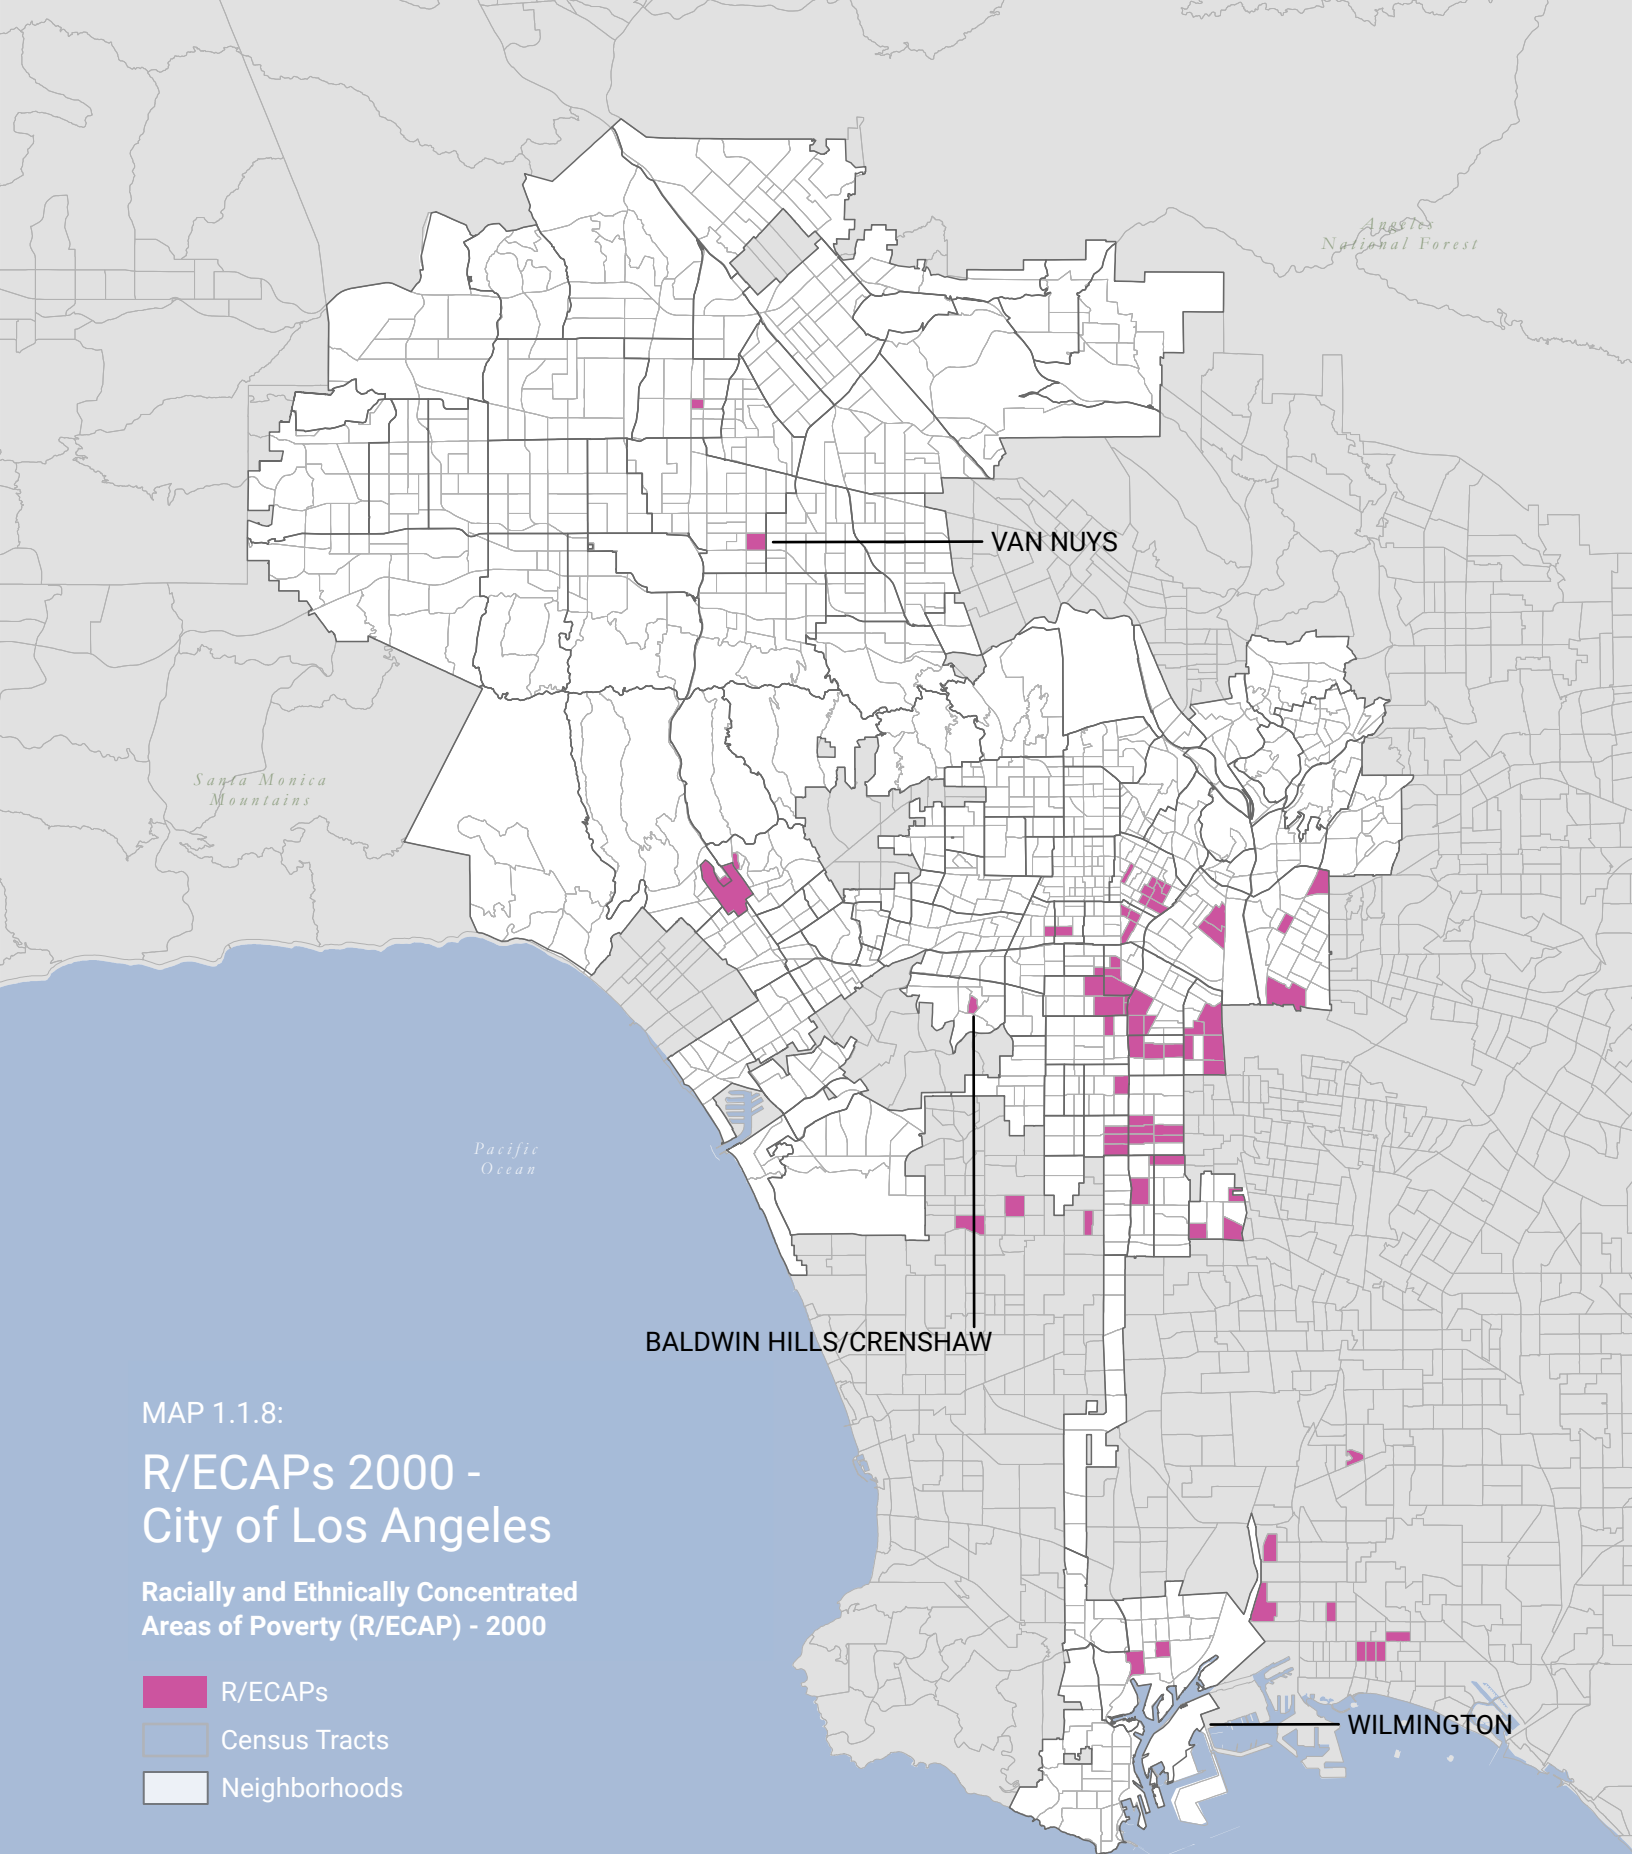 Angeles
National Forest
VAN NUYS
Santa Monica
Mountains
Pacific
Ocean
BALDWIN HILLS/CRENSHAW
MAP 1.1.8:
R/ECAPs 2000 -
City of Los Angeles
Racially and Ethnically Concentrated
Areas of Poverty (R/ECAP) - 2000
R/ECAPs
Census Tracts
Neighborhoods
WILMINGTON